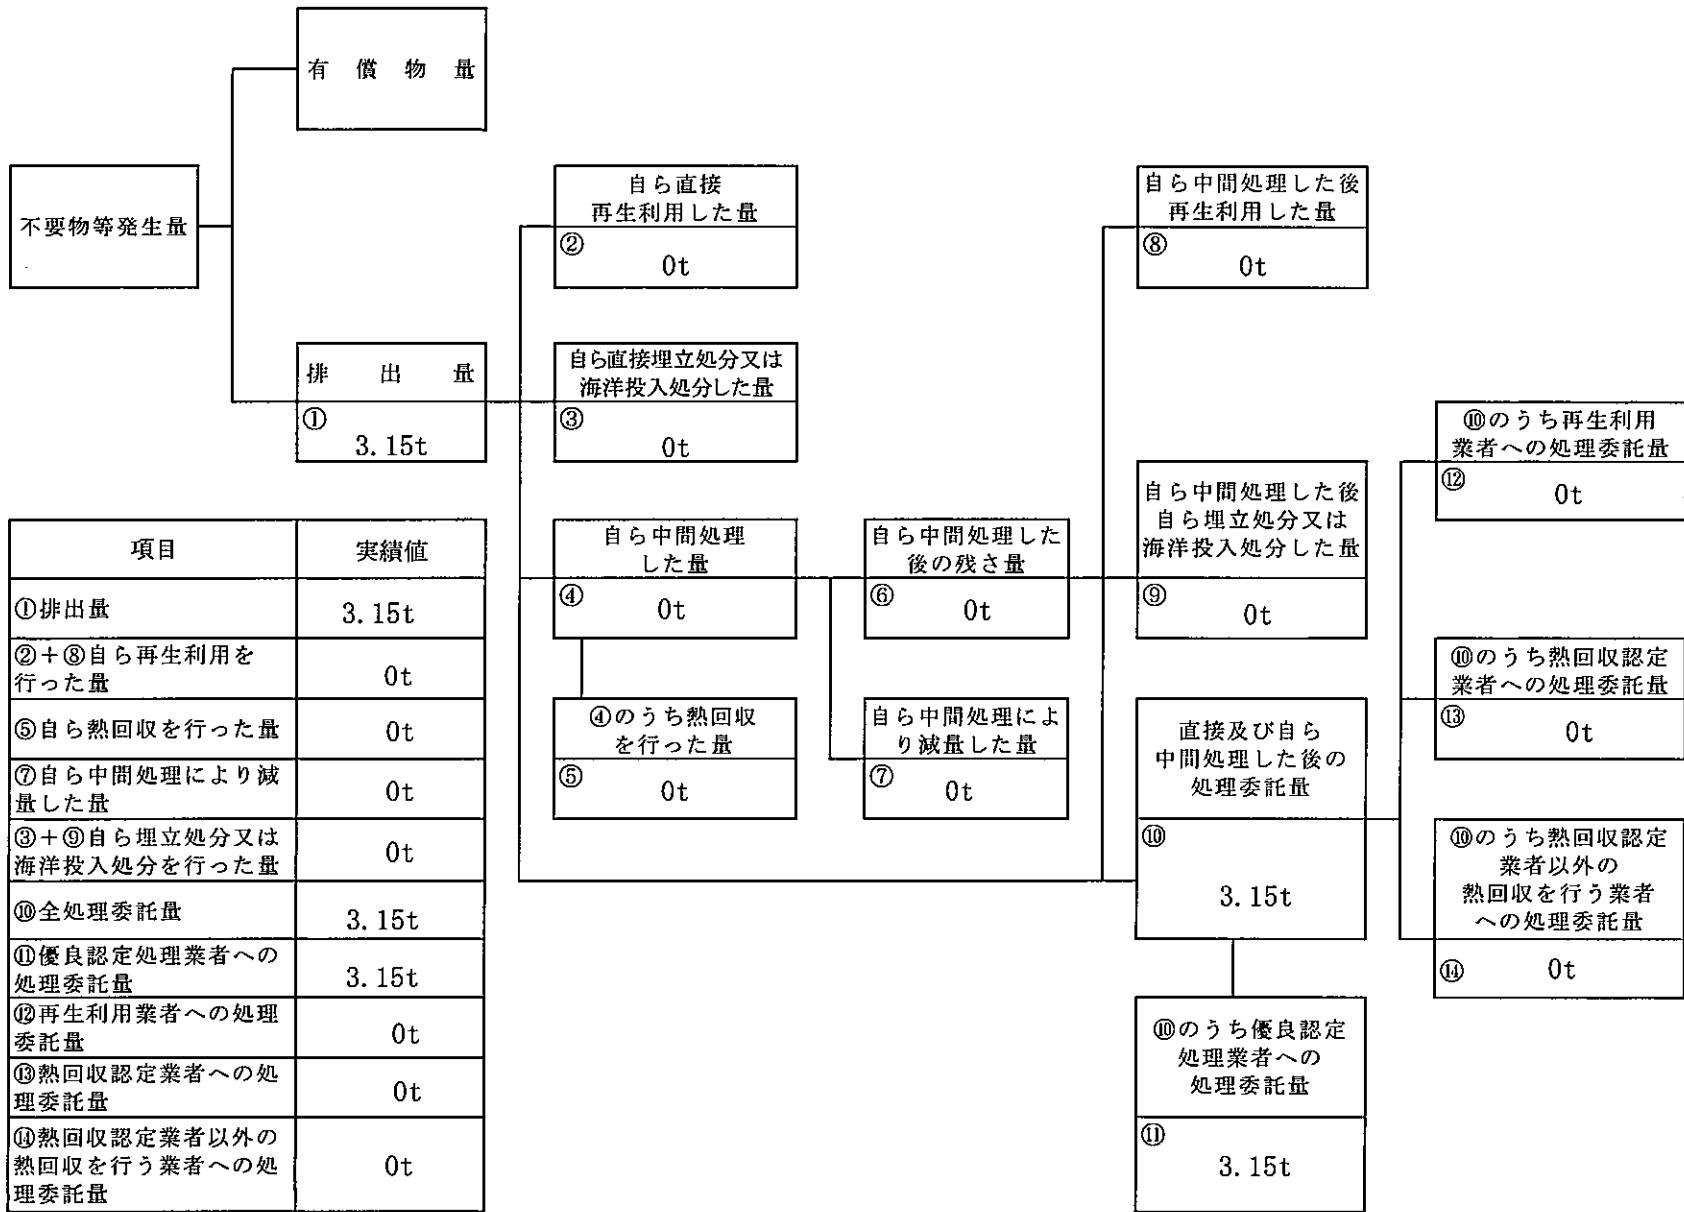 有償物量
不要物等発生量
排出量
①
3.15t
自ら直接
再生利用した量
②
0t
自ら直接埋立処分又は
海洋投入処分した量
③
0t
自ら中間処理
した量
④
0t
④のうち熱回収
を行った量
⑤
0t
自ら中間処理した
後の残さ量
⑥
0t
自ら中間処理によ
り減量した量
⑦
0t
自ら中間処理した後
再生利用した量
⑧
0t
自ら中間処理した後
自ら埋立処分又は
海洋投入処分した量
⑨
0t
直接及び自ら
中間処理した後の
処理委託量
⑩
3.15t
⑩のうち優良認定
処理業者への
処理委託量
⑪
3.15t
⑩のうち再生利用
業者への処理委託量
⑫
0t
⑩のうち熱回収認定
業者への処理委託量
⑬
0t
⑩のうち熱回収認定
業者以外の
熱回収を行う業者
への処理委託量
⑭
0t
項目 実績値
①排出量 3.15t
②+⑧自ら再生利用を
行った量
0t
⑤自ら熱回収を行った量 0t
⑦自ら中間処理により減
量した量
0t
③+⑨自ら埋立処分又は
海洋投入処分を行った量
0t
⑩全処理委託量 3.15t
⑪優良認定処理業者への
処理委託量
3.15t
⑫再生利用業者への処理
委託量
0t
⑬熱回収認定業者への処
理委託量
0t
⑭熱回収認定業者以外の
熱回収を行う業者への処
理委託量
0t